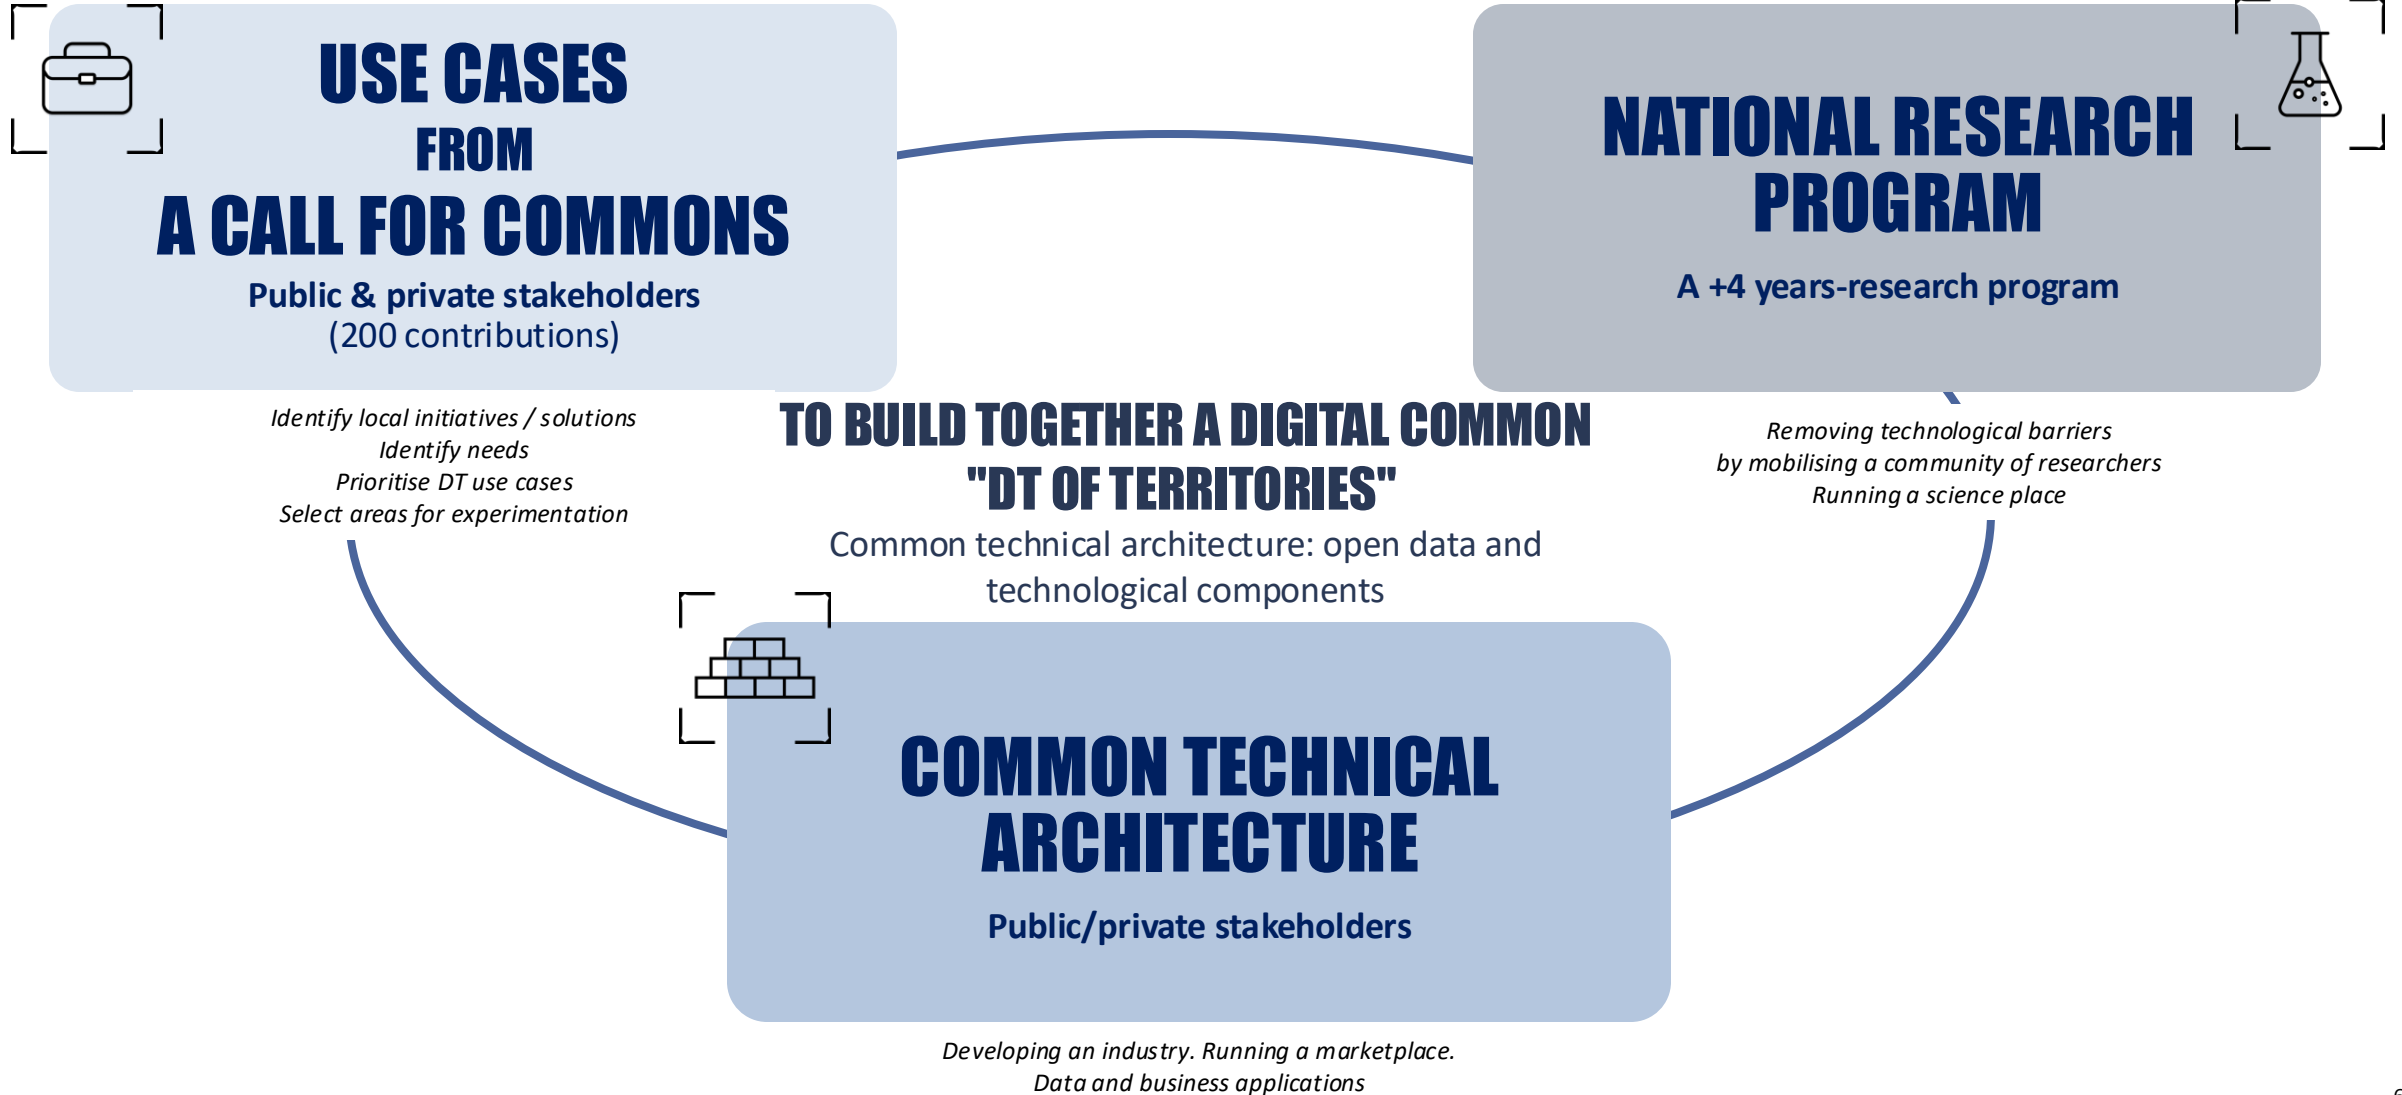 USE CASES
FROM
A CALL FOR COMMONS
Public & private stakeholders
(200 contributions)
Identify local initiatives / solutions
Identify needs
Prioritise DT use cases
Select areas for experimentation
NATIONAL RESEARCH
PROGRAM
A +4 years-research program
Removing technological barriers
by mobilising a community of researchers
Running a science place
TO BUILD TOGETHER A DIGITAL COMMON
"DT OF TERRITORIES"
Common technical architecture: open data and
technological components
COMMON TECHNICAL
ARCHITECTURE
Public/private stakeholders
Developing an industry. Running a marketplace.
Data and business applications